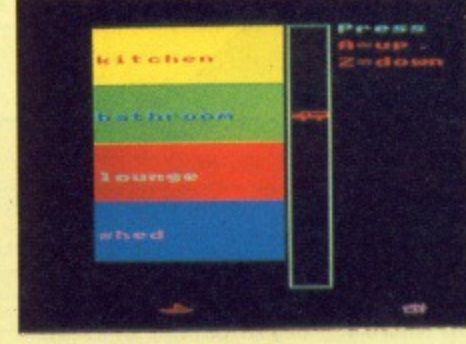 kitchen
bathroom
lounge
shed
Press
A=up
Z=down